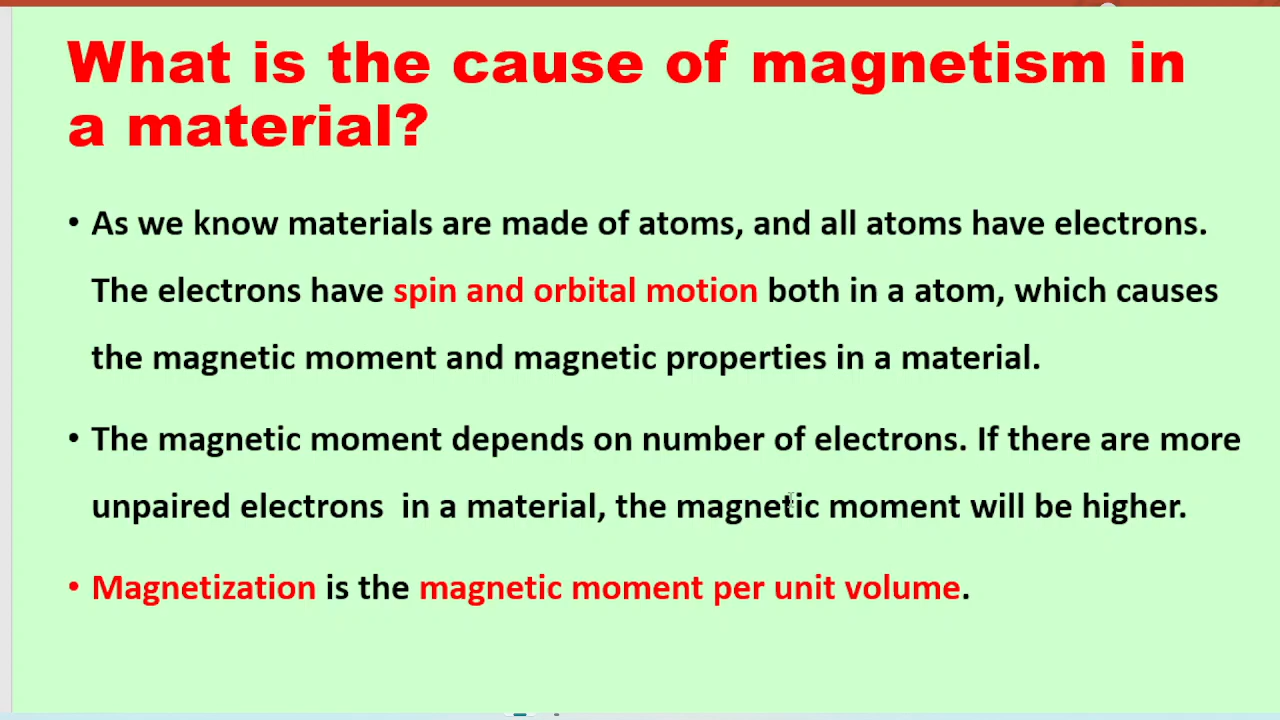 What is the cause of magnetism in
a material?
• As we know materials are made of atoms, and all atoms have electrons.
The electrons have spin and orbital motion both in a atom, which causes
the magnetic moment and magnetic properties in a material.
• The magnetic moment depends on number of electrons. If there are more
unpaired electrons  in a material, the magnetic moment will be higher.
• Magnetization is the magnetic moment per unit volume.